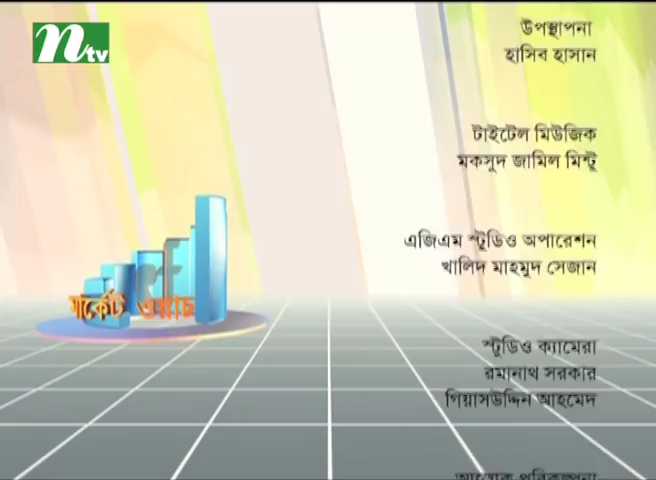 ntv
উপস্থাপনা
হাসিব হাসান
টাইটেল মিউজিক
মকসুদ জামিল মিন্টু
এজিএম স্টুডিও অপারেশন
খালিদ মাহমুদ সেজান
মার্কেট ওয়াচ
স্টুডিও ক্যামেরা
রমানাথ সরকার
গিয়াসউদ্দিন আহমেদ